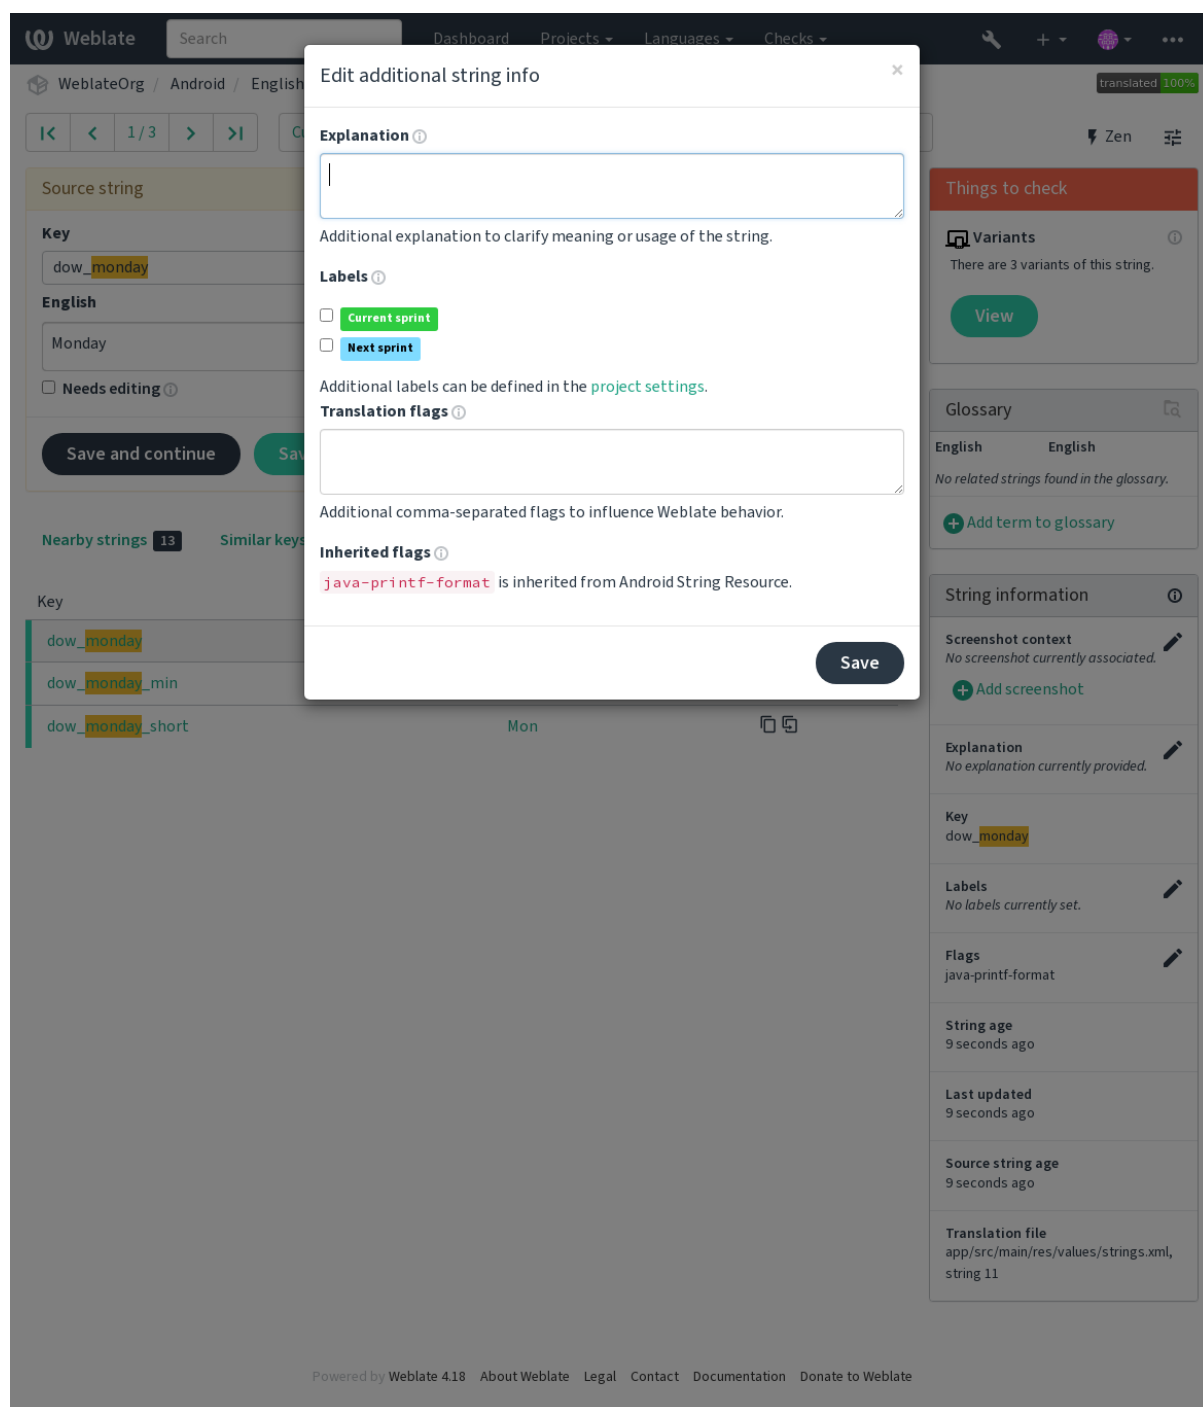 Weblate
Search
Dashboard
Projects
Languages
Checks
WeblateOrg / Android / English
translated 100%
1 / 3
Zen
Edit additional string info
×
Explanation
Additional explanation to clarify meaning or usage of the string.
Labels
Current sprint
Next sprint
Additional labels can be defined in the project settings.
Translation flags
Additional comma-separated flags to influence Weblate behavior.
Inherited flags
java-printf-format is inherited from Android String Resource.
Save
Source string
Key
dow_monday
English
Monday
Needs editing
Save and continue
Nearby strings 13
Similar keys
Key
dow_monday
dow_monday_min
dow_monday_short
Mon
Things to check
Variants
There are 3 variants of this string.
View
Glossary
English English
No related strings found in the glossary.
Add term to glossary
String information
Screenshot context
No screenshot currently associated.
Add screenshot
Explanation
No explanation currently provided.
Key
dow_monday
Labels
No labels currently set.
Flags
java-printf-format
String age
9 seconds ago
Last updated
9 seconds ago
Source string age
9 seconds ago
Translation file
app/src/main/res/values/strings.xml,
string 11
Powered by Weblate 4.18 About Weblate Legal Contact Documentation Donate to Weblate